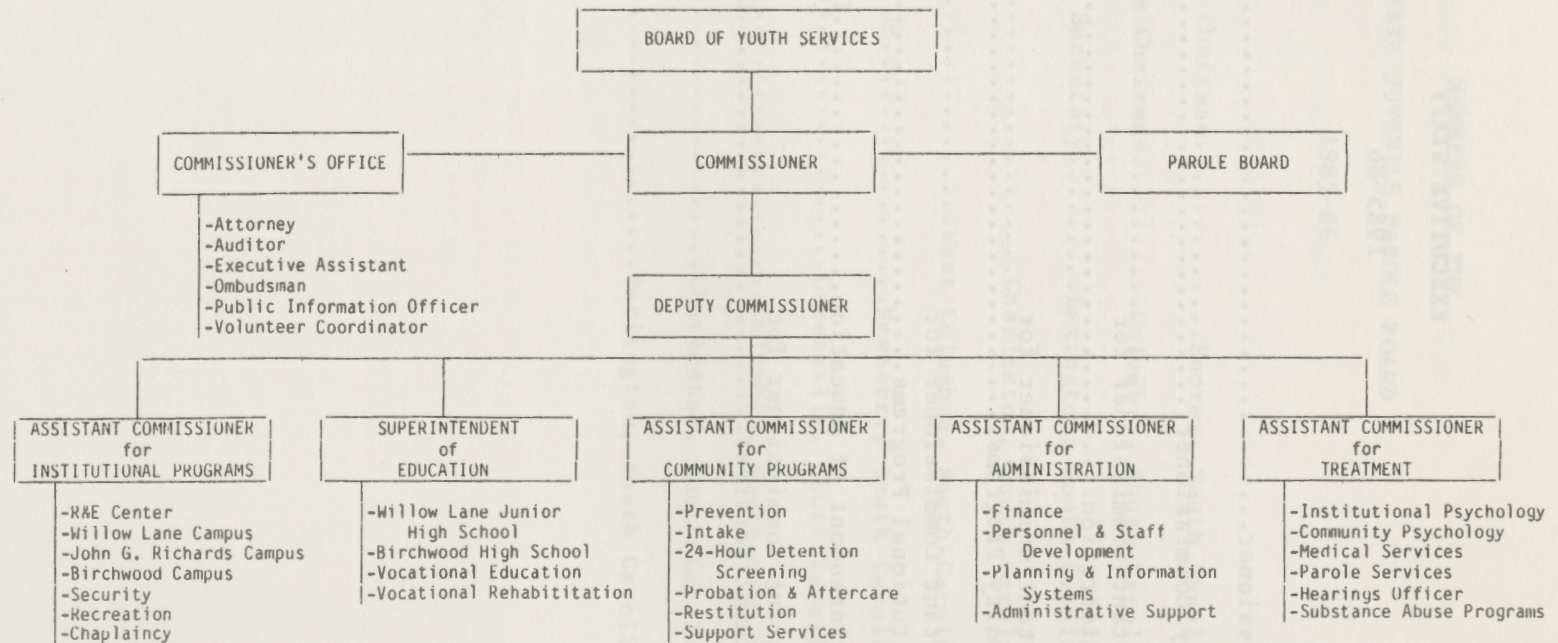 BOARD OF YOUTH SERVICES
COMMISSIONER'S OFFICE
COMMISSIONER
PAROLE BOARD
-Attorney
-Auditor
-Executive Assistant
-Ombudsman
-Public Information Officer
-Volunteer Coordinator
DEPUTY COMMISSIONER
ASSISTANT COMMISSIONER
for
INSTITUTIONAL PROGRAMS
-R&E Center
-Willow Lane Campus
-John G. Richards Campus
-Birchwood Campus
-Security
-Recreation
-Chaplaincy
SUPERINTENDENT
of
EDUCATION
-Willow Lane Junior
High School
-Birchwood High School
-Vocational Education
-Vocational Rehabititation
ASSISTANT COMMISSIONER
for
COMMUNITY PROGRAMS
-Prevention
-Intake
-24-Hour Detention
Screening
-Probation & Aftercare
-Restitution
-Support Services
ASSISTANT COMMISSIONER
for
ADMINISTRATION
-Finance
-Personnel & Staff
Development
-Planning & Information
Systems
-Administrative Support
ASSISTANT COMMISSIONER
for
TREATMENT
-Institutional Psychology
-Community Psychology
-Medical Services
-Parole Services
-Hearings Officer
-Substance Abuse Programs